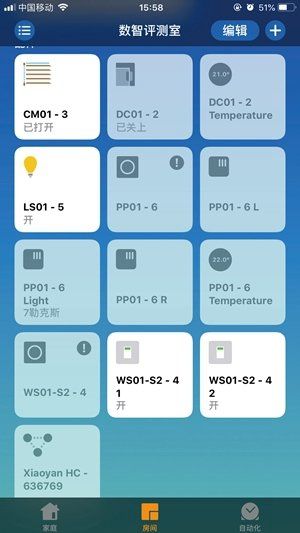 中国移动
15:58
51%
数智评测室
编辑
21.0°
CM01 - 3
已打开
DC01 - 2
已关上
DC01 - 2
Temperature
LS01 - 5
开
PP01 - 6
PP01 - 6 L
22.0°
PP01 - 6
Light
7勒克斯
PP01 - 6 R
PP01 - 6
Temperature
WS01-S2 - 4
WS01-S2 - 4
1
开
WS01-S2 - 4
2
开
Xiaoyan HC -
636769
家庭
房间
自动化